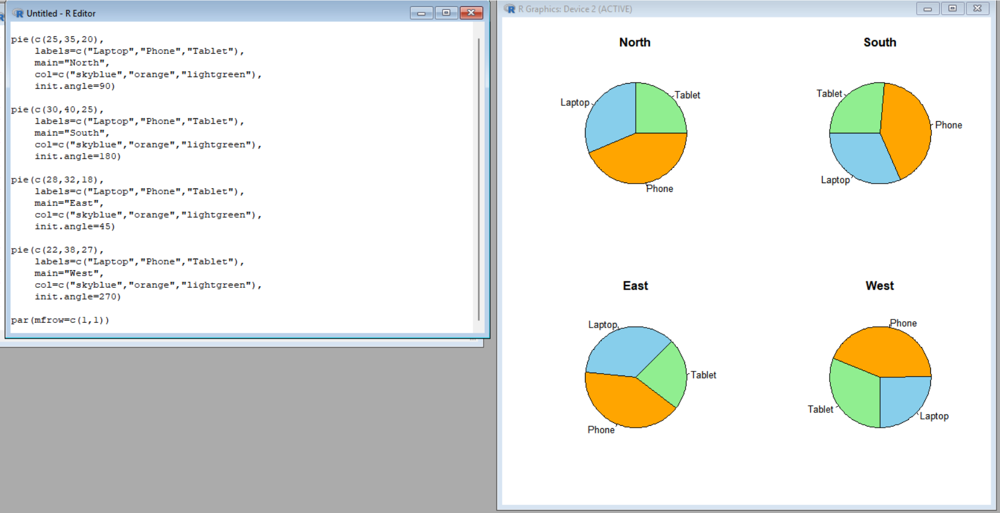 Untitled - R Editor
pie(c(25,35,20),
    labels=c("Laptop","Phone","Tablet"),
    main="North",
    col=c("skyblue","orange","lightgreen"),
    init.angle=90)

pie(c(30,40,25),
    labels=c("Laptop","Phone","Tablet"),
    main="South",
    col=c("skyblue","orange","lightgreen"),
    init.angle=180)

pie(c(28,32,18),
    labels=c("Laptop","Phone","Tablet"),
    main="East",
    col=c("skyblue","orange","lightgreen"),
    init.angle=45)

pie(c(22,38,27),
    labels=c("Laptop","Phone","Tablet"),
    main="West",
    col=c("skyblue","orange","lightgreen"),
    init.angle=270)

par(mfrow=c(1,1))
R Graphics: Device 2 (ACTIVE)
North
Tablet
Laptop
Phone
South
Tablet
Phone
Laptop
East
Laptop
Tablet
Phone
West
Phone
Tablet
Laptop